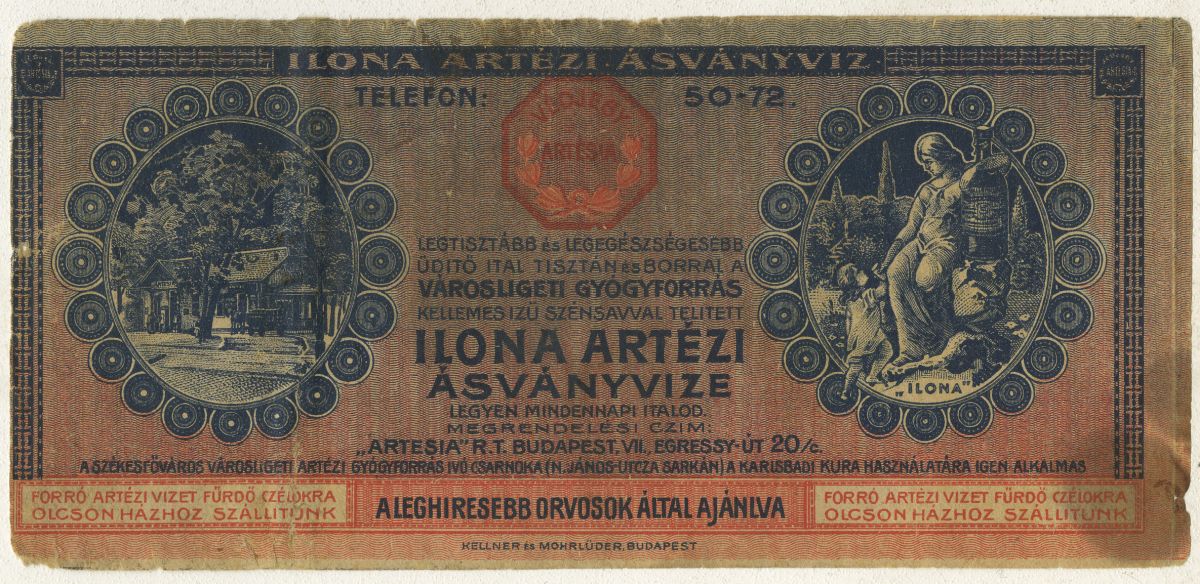 ILONA ARTÉZI ÁSVÁNYVIZ
TELEFON: 50-72.
ARTESIA
LEGTISZTÁBB és LEGEGÉSZSÉGESEBB
ÜDITŐ ITAL TISZTÁN és BORRAL A
VÁROSLIGETI GYÓGYFORRÁS
KELLEMES IZÜ SZÉNSAVVAL TELITETT
ILONA ARTÉZI
ÁSVÁNYVIZE
LEGYEN MINDENNAPI ITALOD.
MEGRENDELÉSI CZIM:
„ARTESIA" R.T. BUDAPEST, VII., EGRESSY-ÚT 20/c.
„ILONA"
A SZÉKESFŐVÁROS VÁROSLIGETI ARTÉZI GYÓGYFORRÁS IVÓ CSARNOKA (N. JÁNOS-UTCZA SARKÁN) A KARLSBADI KURA HASZNÁLATÁRA IGEN ALKALMAS
FORRÓ ARTÉZI VIZET FÜRDŐ CZÉLOKRA
OLCSON HÁZHOZ SZÁLLITUNK
A LEGHIRESEBB ORVOSOK ÁLTAL AJÁNLVA
FORRÓ ARTÉZI VIZET FÜRDŐ CZÉLOKRA
OLCSON HÁZHOZ SZÁLLITUNK
KELLNER és MOHRLÜDER, BUDAPEST